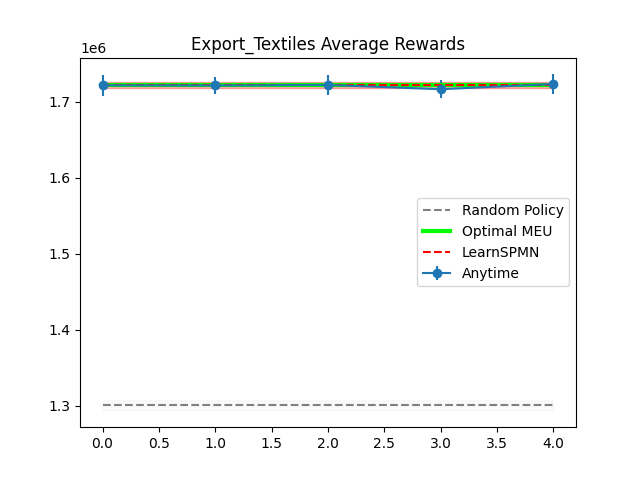 Export_Textiles Average Rewards
1e6
1.7
1.6
1.5
1.4
1.3
Random Policy
Optimal MEU
LearnSPMN
Anytime
0.0 0.5 1.0 1.5 2.0 2.5 3.0 3.5 4.0